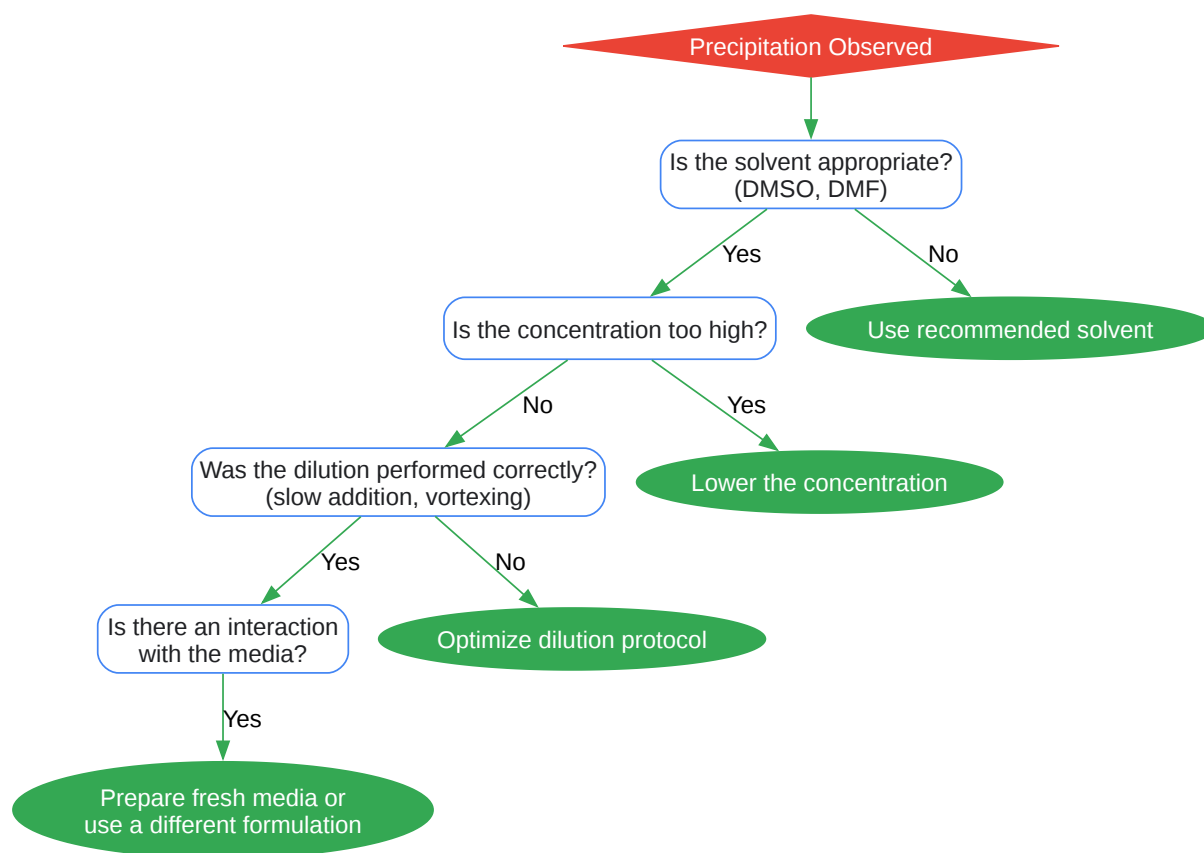 Precipitation Observed
Is the solvent appropriate?
(DMSO, DMF)
Yes
No
Is the concentration too high?
Use recommended solvent
No
Yes
Was the dilution performed correctly?
(slow addition, vortexing)
Lower the concentration
Yes
No
Is there an interaction
with the media?
Optimize dilution protocol
Yes
Prepare fresh media or
use a different formulation